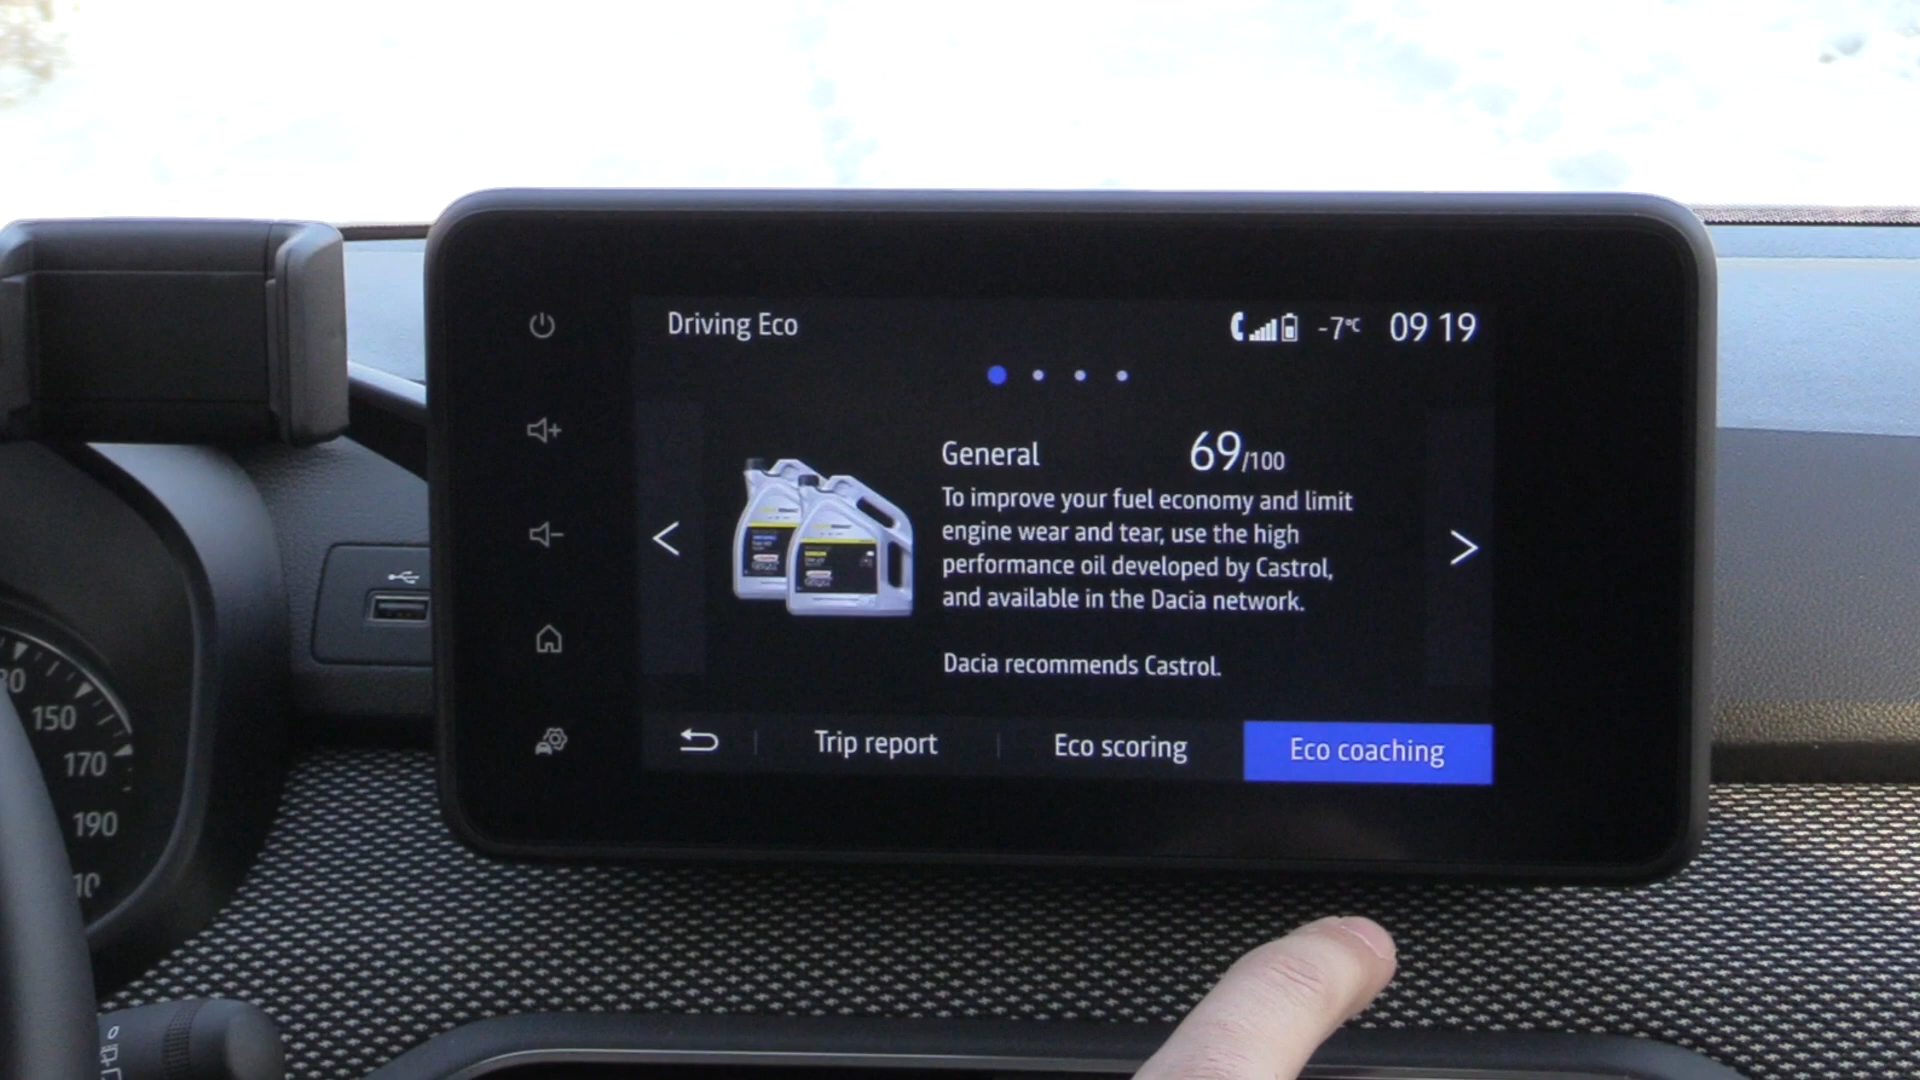 Driving Eco
-7°C
09 19
General
69/100
To improve your fuel economy and limit
engine wear and tear, use the high
performance oil developed by Castrol,
and available in the Dacia network.
Dacia recommends Castrol.
Trip report
Eco scoring
Eco coaching
150
170
190